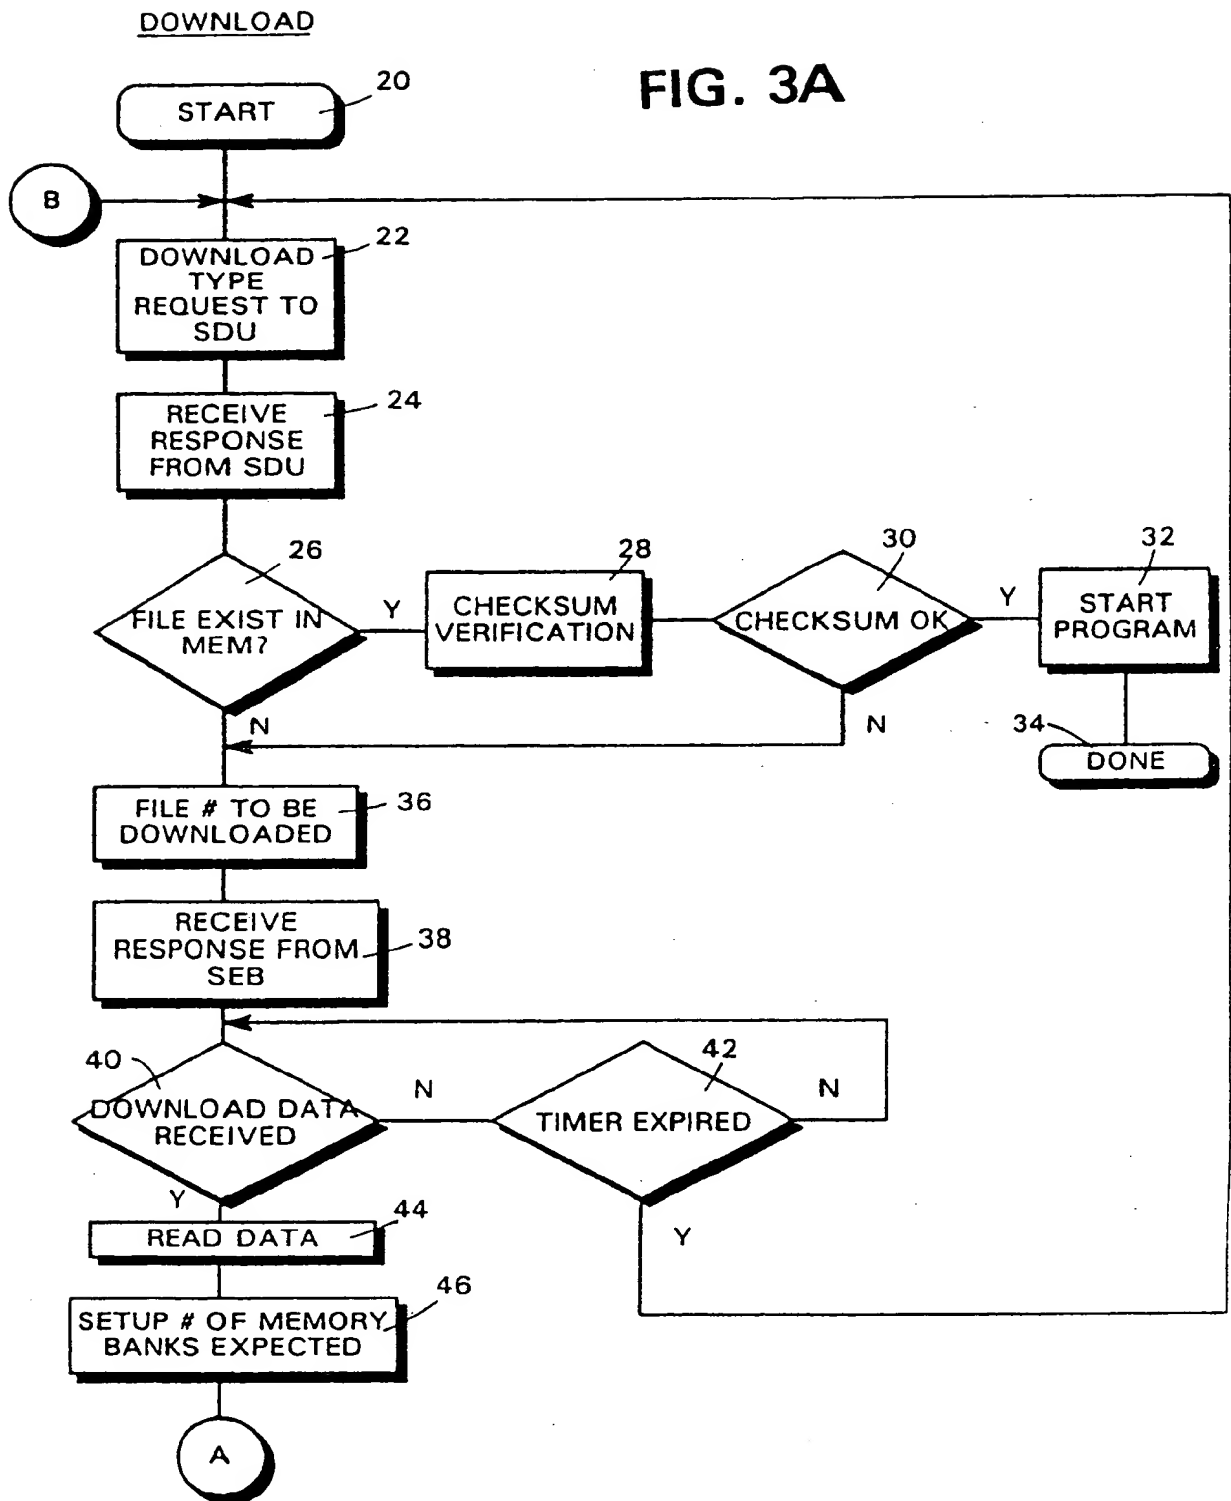 DOWNLOAD
FIG. 3A
20
START
B
22
DOWNLOAD
TYPE
REQUEST TO
SDU
24
RECEIVE
RESPONSE
FROM SDU
26
FILE EXIST IN
MEM?
Y
N
28
CHECKSUM
VERIFICATION
30
CHECKSUM OK
Y
N
32
START
PROGRAM
34
DONE
36
FILE # TO BE
DOWNLOADED
38
RECEIVE
RESPONSE FROM
SEB
40
DOWNLOAD DATA
RECEIVED
N
Y
42
TIMER EXPIRED
N
Y
44
READ DATA
46
SETUP # OF MEMORY
BANKS EXPECTED
A